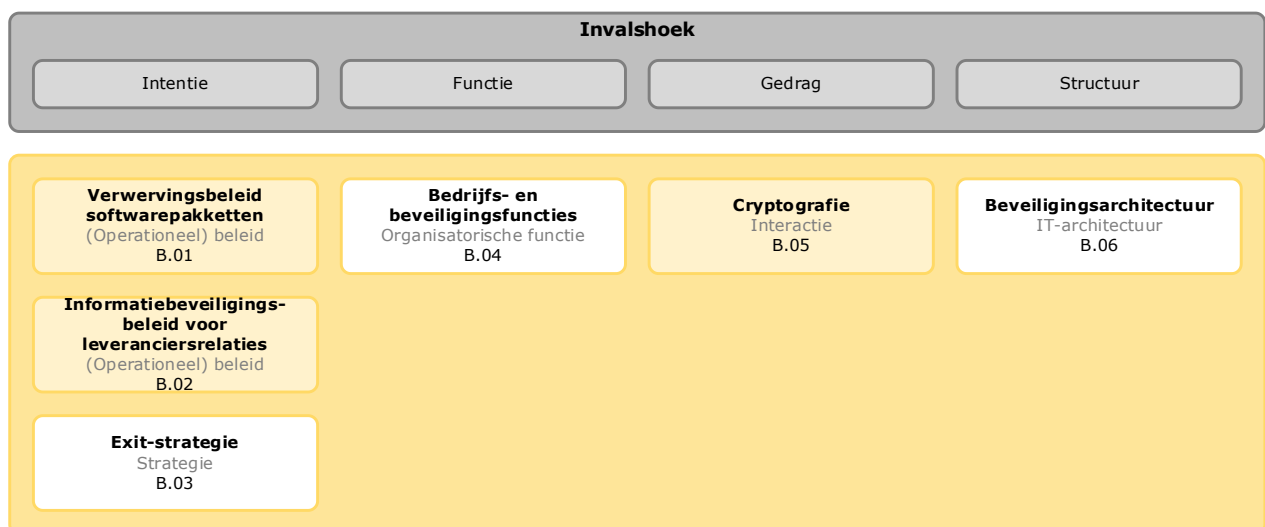 Invalshoek
Intentie
Functie
Gedrag
Structuur
Verwervingsbeleid
softwarepakketten
(Operationeel) beleid
B.01
Bedrijfs- en
beveiligingsfuncties
Organisatorische functie
B.04
Cryptografie
Interactie
B.05
Beveiligingsarchitectuur
IT-architectuur
B.06
Informatiebeveiligings-
beleid voor
leveranciersrelaties
(Operationeel) beleid
B.02
Exit-strategie
Strategie
B.03